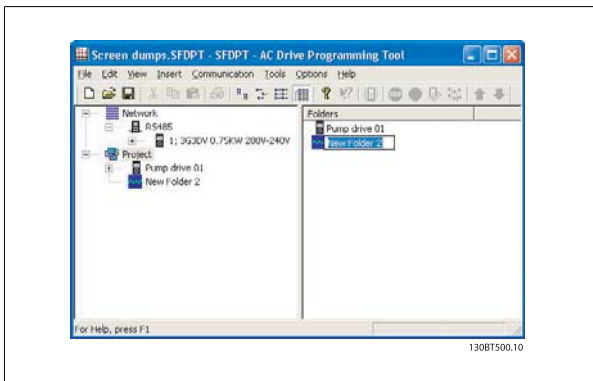 Screen dumps.SFDPT - SFDPT - AC Drive Programming Tool
File Edit View Insert Communication Tools Options Help
Network
RS485
1; 3G3DV 0.75KW 200V-240V
Project
Pump drive 01
New Folder 2
Folders
Pump drive 01
New Folder 2
For Help, press F1
130BT500.10